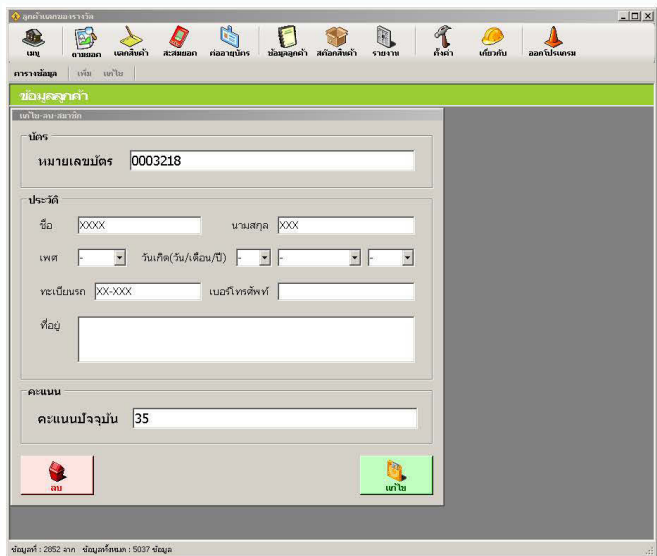 ลูกค้าแลกของรางวัล
เมนู ถามยอด แลกสินค้า สะสมยอด ต่ออายุบัตร ข้อมูลลูกค้า สต๊อกสินค้า รายงาน ตั้งค่า เกี่ยวกับ ออกโปรแกรม
ตารางข้อมูล เพิ่ม แก้ไข
ข้อมูลลูกค้า
แก้ไข-ลบ-สมาชิก
บัตร
หมายเลขบัตร 0003218
ประวัติ
ชื่อ XXXX นามสกุล XXX
เพศ - วันเกิด(วัน/เดือน/ปี) - - -
ทะเบียนรถ XX-XXX เบอร์โทรศัพท์
ที่อยู่
คะแนน
คะแนนปัจจุบัน 35
ลบ แก้ไข
ข้อมูลที่ : 2852 จาก ข้อมูลทั้งหมด : 5037 ข้อมูล